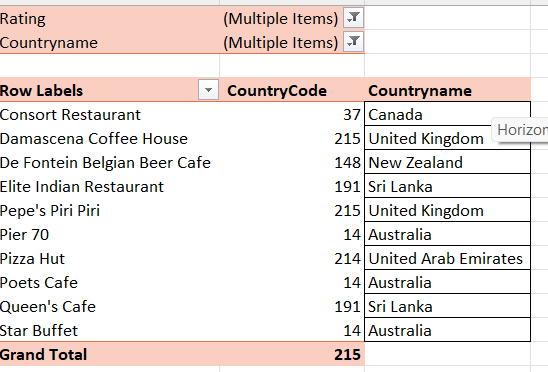 Rating (Multiple Items)
Countryname (Multiple Items)
Row Labels CountryCode Countryname
Consort Restaurant 37 Canada
Damascena Coffee House 215 United Kingdom
De Fontein Belgian Beer Cafe 148 New Zealand
Elite Indian Restaurant 191 Sri Lanka
Pepe's Piri Piri 215 United Kingdom
Pier 70 14 Australia
Pizza Hut 214 United Arab Emirates
Poets Cafe 14 Australia
Queen's Cafe 191 Sri Lanka
Star Buffet 14 Australia
Grand Total 215